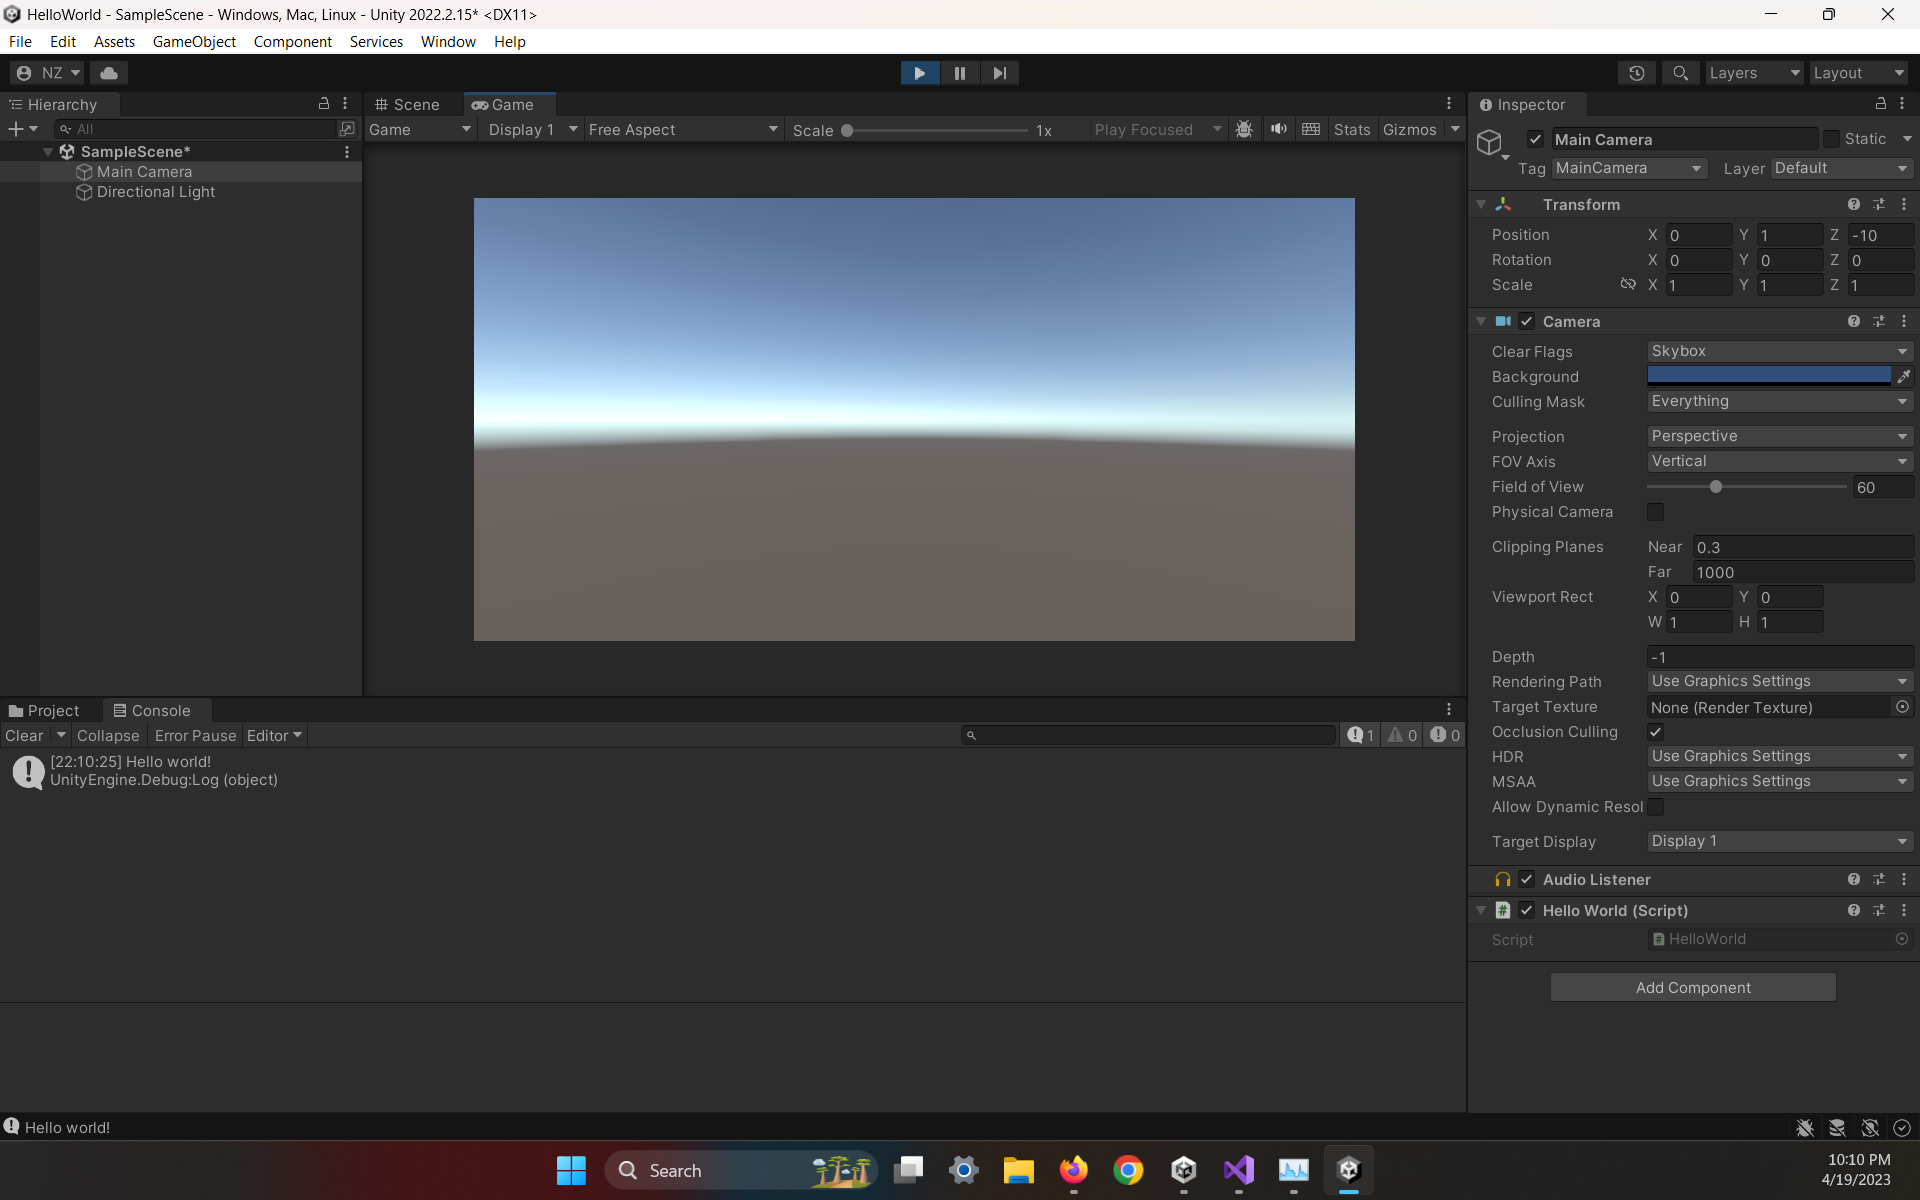 HelloWorld - SampleScene - Windows, Mac, Linux - Unity 2022.2.15* <DX11>
File Edit Assets GameObject Component Services Window Help
NZ
Layers Layout
Hierarchy
All
SampleScene*
Main Camera
Directional Light
Scene Game
Game Display 1 Free Aspect Scale 1x Play Focused Stats Gizmos
Inspector
Main Camera Static
Tag MainCamera Layer Default
Transform
Position X 0 Y 1 Z -10
Rotation X 0 Y 0 Z 0
Scale X 1 Y 1 Z 1
Camera
Clear Flags Skybox
Background
Culling Mask Everything
Projection Perspective
FOV Axis Vertical
Field of View 60
Physical Camera
Clipping Planes Near 0.3
Far 1000
Viewport Rect X 0 Y 0
W 1 H 1
Depth -1
Rendering Path Use Graphics Settings
Target Texture None (Render Texture)
Occlusion Culling
HDR Use Graphics Settings
MSAA Use Graphics Settings
Allow Dynamic Resol
Target Display Display 1
Audio Listener
Hello World (Script)
Script HelloWorld
Add Component
Project Console
Clear Collapse Error Pause Editor 1 0 0
[22:10:25] Hello world!
UnityEngine.Debug:Log (object)
Hello world!
Search
10:10 PM
4/19/2023